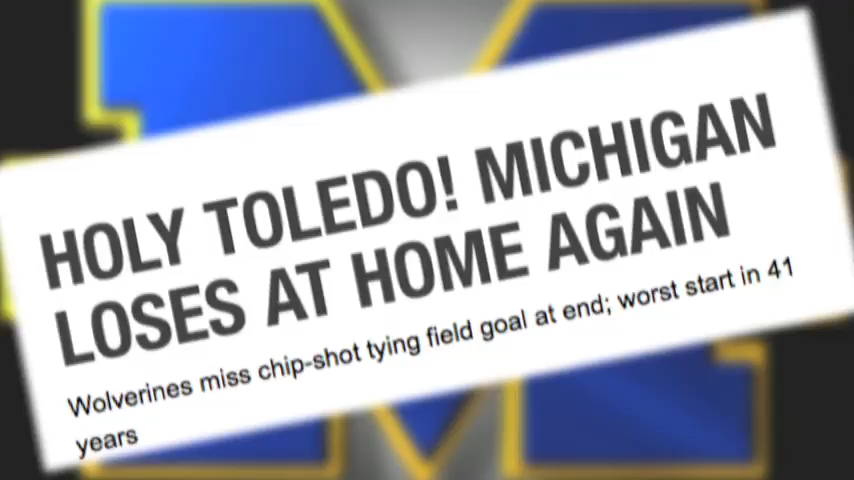 HOLY TOLEDO! MICHIGAN
LOSES AT HOME AGAIN
Wolverines miss chip-shot tying field goal at end; worst start in 41
years